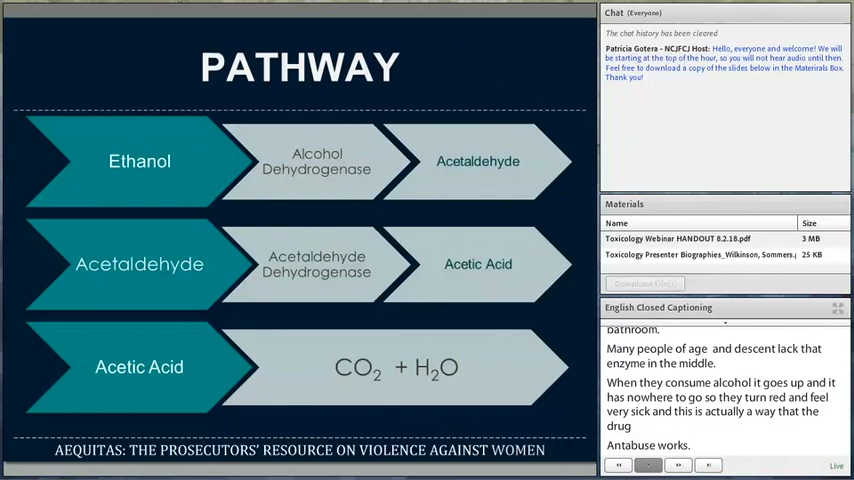 PATHWAY
Ethanol
Alcohol
Dehydrogenase
Acetaldehyde
Acetaldehyde
Acetaldehyde
Dehydrogenase
Acetic Acid
Acetic Acid
CO₂ + H₂O
AEQUITAS: THE PROSECUTORS' RESOURCE ON VIOLENCE AGAINST WOMEN
Chat (Everyone)
The chat history has been cleared
Patricia Gotera - NCJFCJ Host: Hello, everyone and welcome! We will
be starting at the top of the hour, so you will not hear audio until then.
Feel free to download a copy of the slides below in the Materirals Box.
Thank you!
Materials
Name Size
Toxicology Webinar HANDOUT 8.2.18.pdf 3 MB
Toxicology Presenter Biographies_Wilkinson, Sommers.p 25 KB
Download File(s)
English Closed Captioning
bathroom.
Many people of age and descent lack that
enzyme in the middle.
When they consume alcohol it goes up and it
has nowhere to go so they turn red and feel
very sick and this is actually a way that the
drug
Antabuse works.
Live